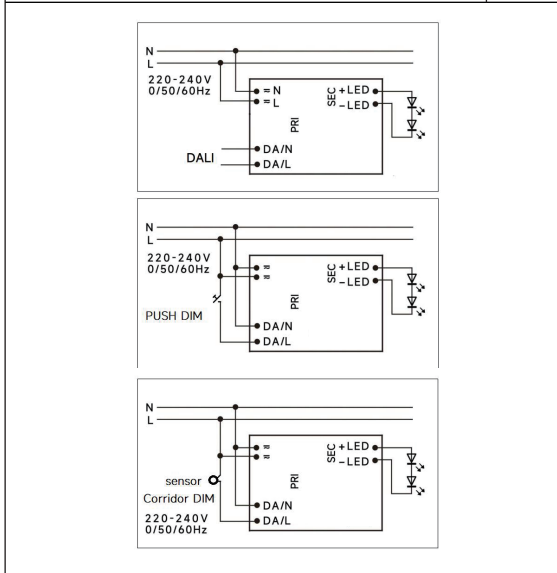 N
L
220-240V
0/50/60Hz
= N
= L
PRI
SEC
+LED
-LED
DALI
DA/N
DA/L
N
L
220-240V
0/50/60Hz
PRI
SEC
+LED
-LED
PUSH DIM
DA/N
DA/L
N
L
PRI
SEC
+LED
-LED
sensor
Corridor DIM
220-240V
0/50/60Hz
DA/N
DA/L